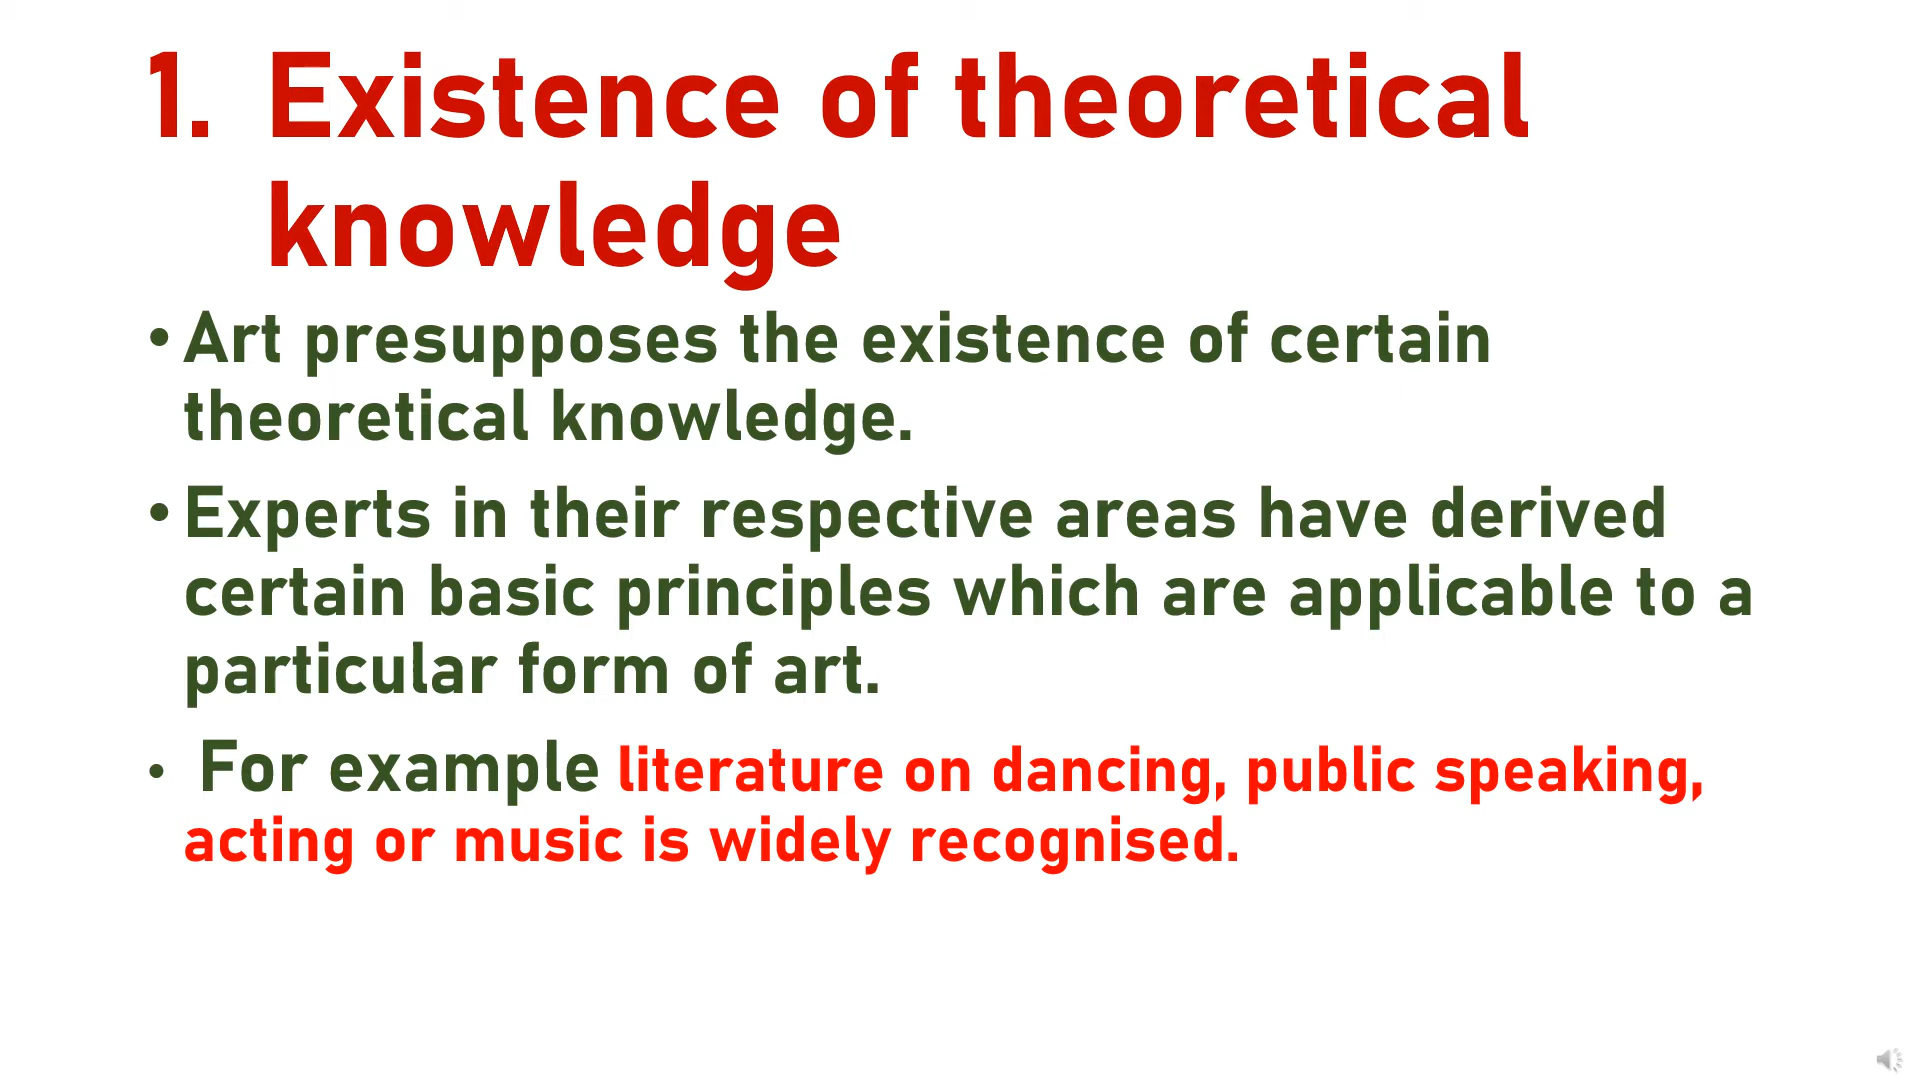 1. Existence of theoretical
knowledge
• Art presupposes the existence of certain
theoretical knowledge.
• Experts in their respective areas have derived
certain basic principles which are applicable to a
particular form of art.
• For example literature on dancing, public speaking,
acting or music is widely recognised.